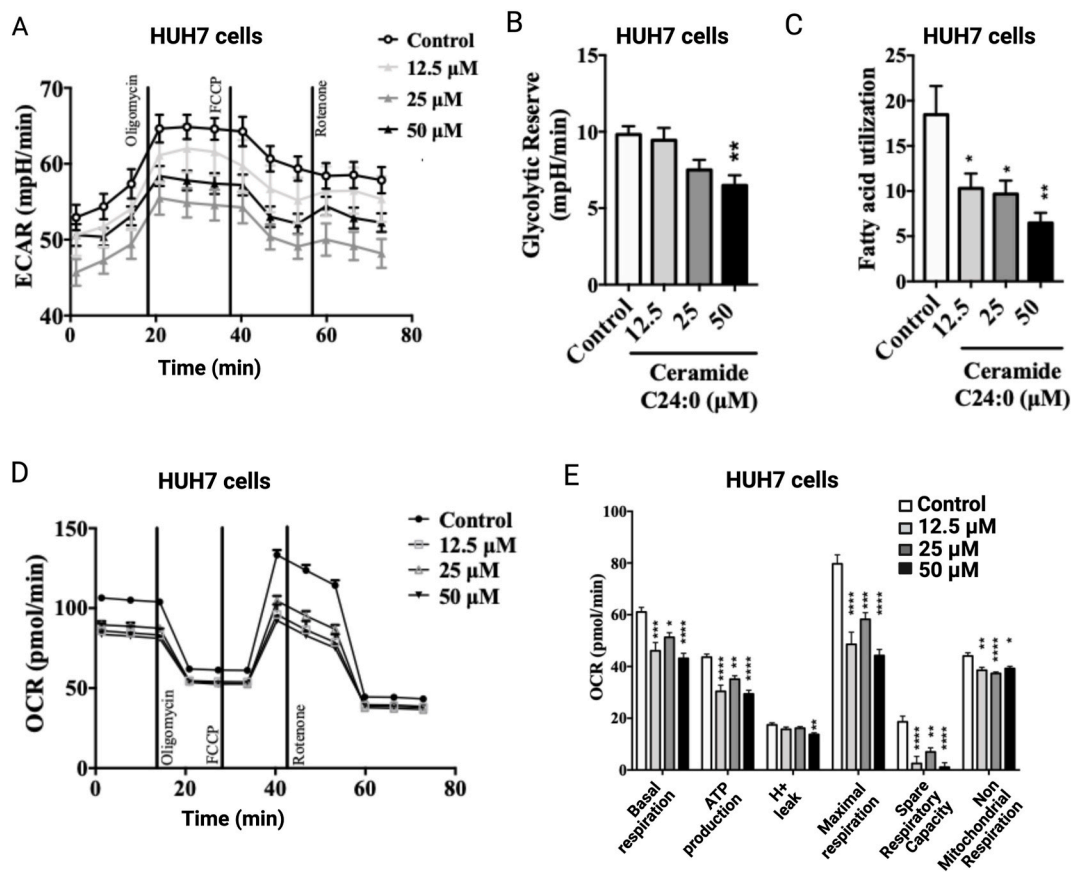 A
HUH7 cells
Control
12.5 µM
25 µM
50 µM
Oligomycin
FCCP
Rotenone
ECAR (mpH/min)
70
60
50
40
0
20
40
60
80
Time (min)
B
HUH7 cells
Glycolytic Reserve
(mpH/min)
15
10
5
0
**
Control
12.5
25
50
Ceramide
C24:0 (µM)
C
HUH7 cells
Fatty acid utilization
25
20
15
10
5
0
*
*
**
Control
12.5
25
50
Ceramide
C24:0 (µM)
D
HUH7 cells
Control
12.5 µM
25 µM
50 µM
OCR (pmol/min)
150
100
50
0
Oligomycin
FCCP
Rotenone
0
20
40
60
80
Time (min)
E
HUH7 cells
Control
12.5 µM
25 µM
50 µM
OCR (pmol/min)
100
80
60
40
20
0
***
*
****
****
**
****
**
****
***
****
****
**
****
**
****
*
Basal
respiration
ATP
production
H+
leak
Maximal
respiration
Spare
Respiratory
Capacity
Non
Mitochondrial
Respiration